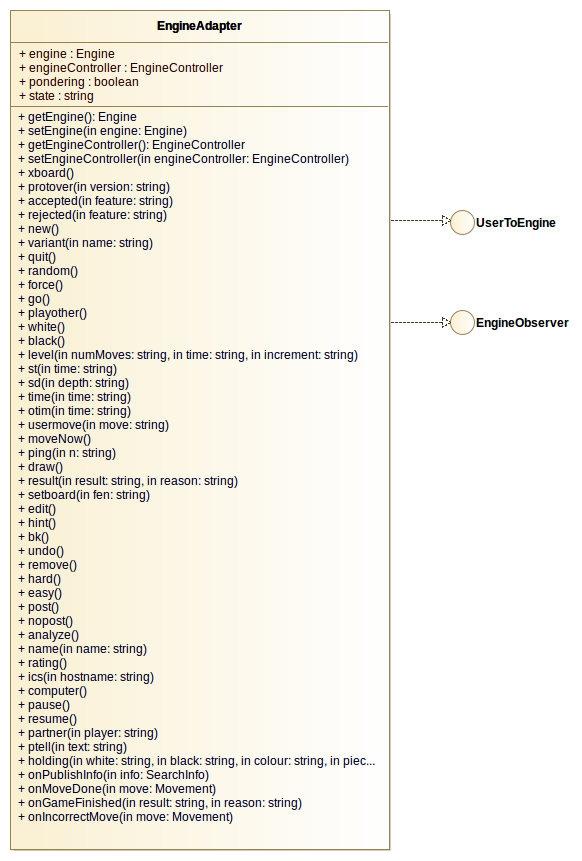 EngineAdapter
+ engine : Engine
+ engineController : EngineController
+ pondering : boolean
+ state : string
+ getEngine(): Engine
+ setEngine(in engine: Engine)
+ getEngineController(): EngineController
+ setEngineController(in engineController: EngineController)
+ xboard()
+ protover(in version: string)
+ accepted(in feature: string)
+ rejected(in feature: string)
+ new()
+ variant(in name: string)
+ quit()
+ random()
+ force()
+ go()
+ playother()
+ white()
+ black()
+ level(in numMoves: string, in time: string, in increment: string)
+ st(in time: string)
+ sd(in depth: string)
+ time(in time: string)
+ otim(in time: string)
+ usermove(in move: string)
+ moveNow()
+ ping(in n: string)
+ draw()
+ result(in result: string, in reason: string)
+ setboard(in fen: string)
+ edit()
+ hint()
+ bk()
+ undo()
+ remove()
+ hard()
+ easy()
+ post()
+ nopost()
+ analyze()
+ name(in name: string)
+ rating()
+ ics(in hostname: string)
+ computer()
+ pause()
+ resume()
+ partner(in player: string)
+ ptell(in text: string)
+ holding(in white: string, in black: string, in colour: string, in piec...
+ onPublishInfo(in info: SearchInfo)
+ onMoveDone(in move: Movement)
+ onGameFinished(in result: string, in reason: string)
+ onIncorrectMove(in move: Movement)
UserToEngine
EngineObserver